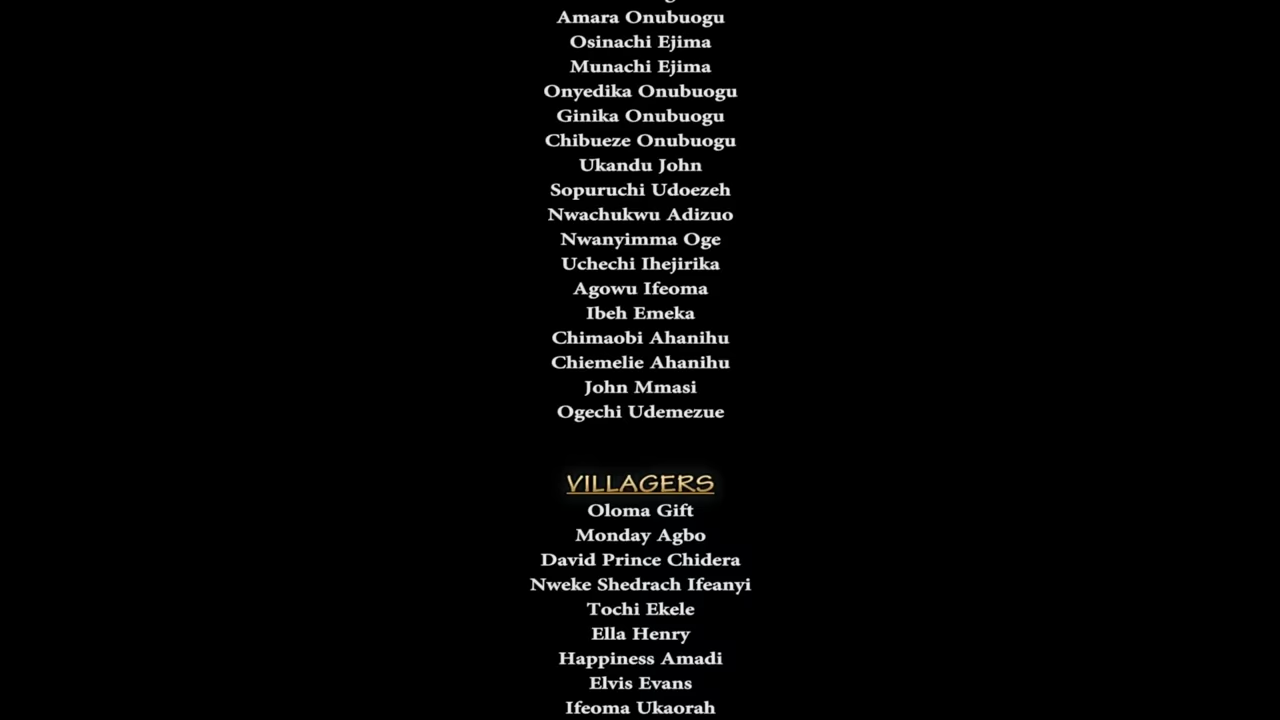 Amara Onubuogu
Osinachi Ejima
Munachi Ejima
Onyedika Onubuogu
Ginika Onubuogu
Chibueze Onubuogu
Ukandu John
Sopuruchi Udoezeh
Nwachukwu Adizuo
Nwanyimma Oge
Uchechi Ihejirika
Agowu Ifeoma
Ibeh Emeka
Chimaobi Ahanihu
Chiemelie Ahanihu
John Mmasi
Ogechi Udemezue
VILLAGERS
Oloma Gift
Monday Agbo
David Prince Chidera
Nweke Shedrach Ifeanyi
Tochi Ekele
Ella Henry
Happiness Amadi
Elvis Evans
Ifeoma Ukaorah